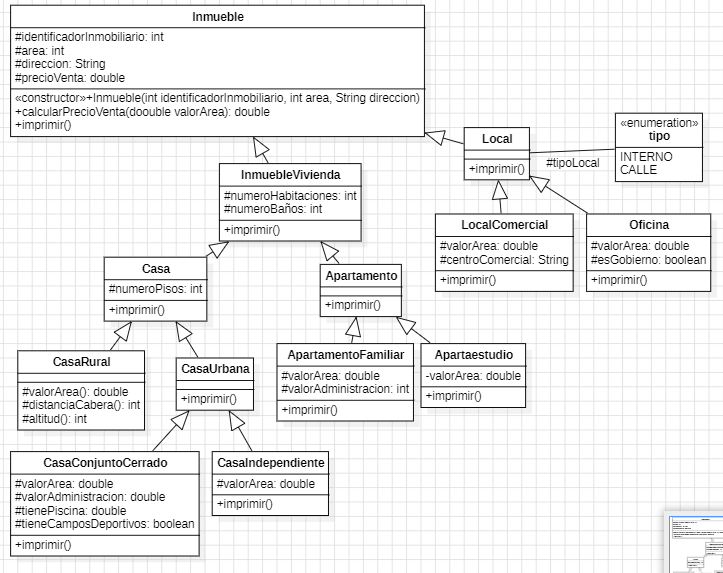 Inmueble
#identificadorInmobiliario: int
#area: int
#direccion: String
#precioVenta: double
«constructor»+Inmueble(int identificadorInmobiliario, int area, String direccion)
+calcularPrecioVenta(doouble valorArea): double
+imprimir()
Local
+imprimir()
#tipoLocal
«enumeration»
tipo
INTERNO
CALLE
InmuebleVivienda
#numeroHabitaciones: int
#numeroBaños: int
+imprimir()
LocalComercial
#valorArea: double
#centroComercial: String
+imprimir()
Oficina
#valorArea: double
#esGobierno: boolean
+imprimir()
Casa
#numeroPisos: int
+imprimir()
Apartamento
+imprimir()
CasaRural
#valorArea(): double
#distanciaCabera(): int
#altitud(): int
CasaUrbana
+imprimir()
ApartamentoFamiliar
#valorArea: double
#valorAdministracion: int
+imprimir()
Apartaestudio
-valorArea: double
+imprimir()
CasaConjuntoCerrado
#valorArea: double
#valorAdministracion: double
#tienePiscina: double
#tieneCamposDeportivos: boolean
+imprimir()
CasaIndependiente
#valorArea: double
+imprimir()